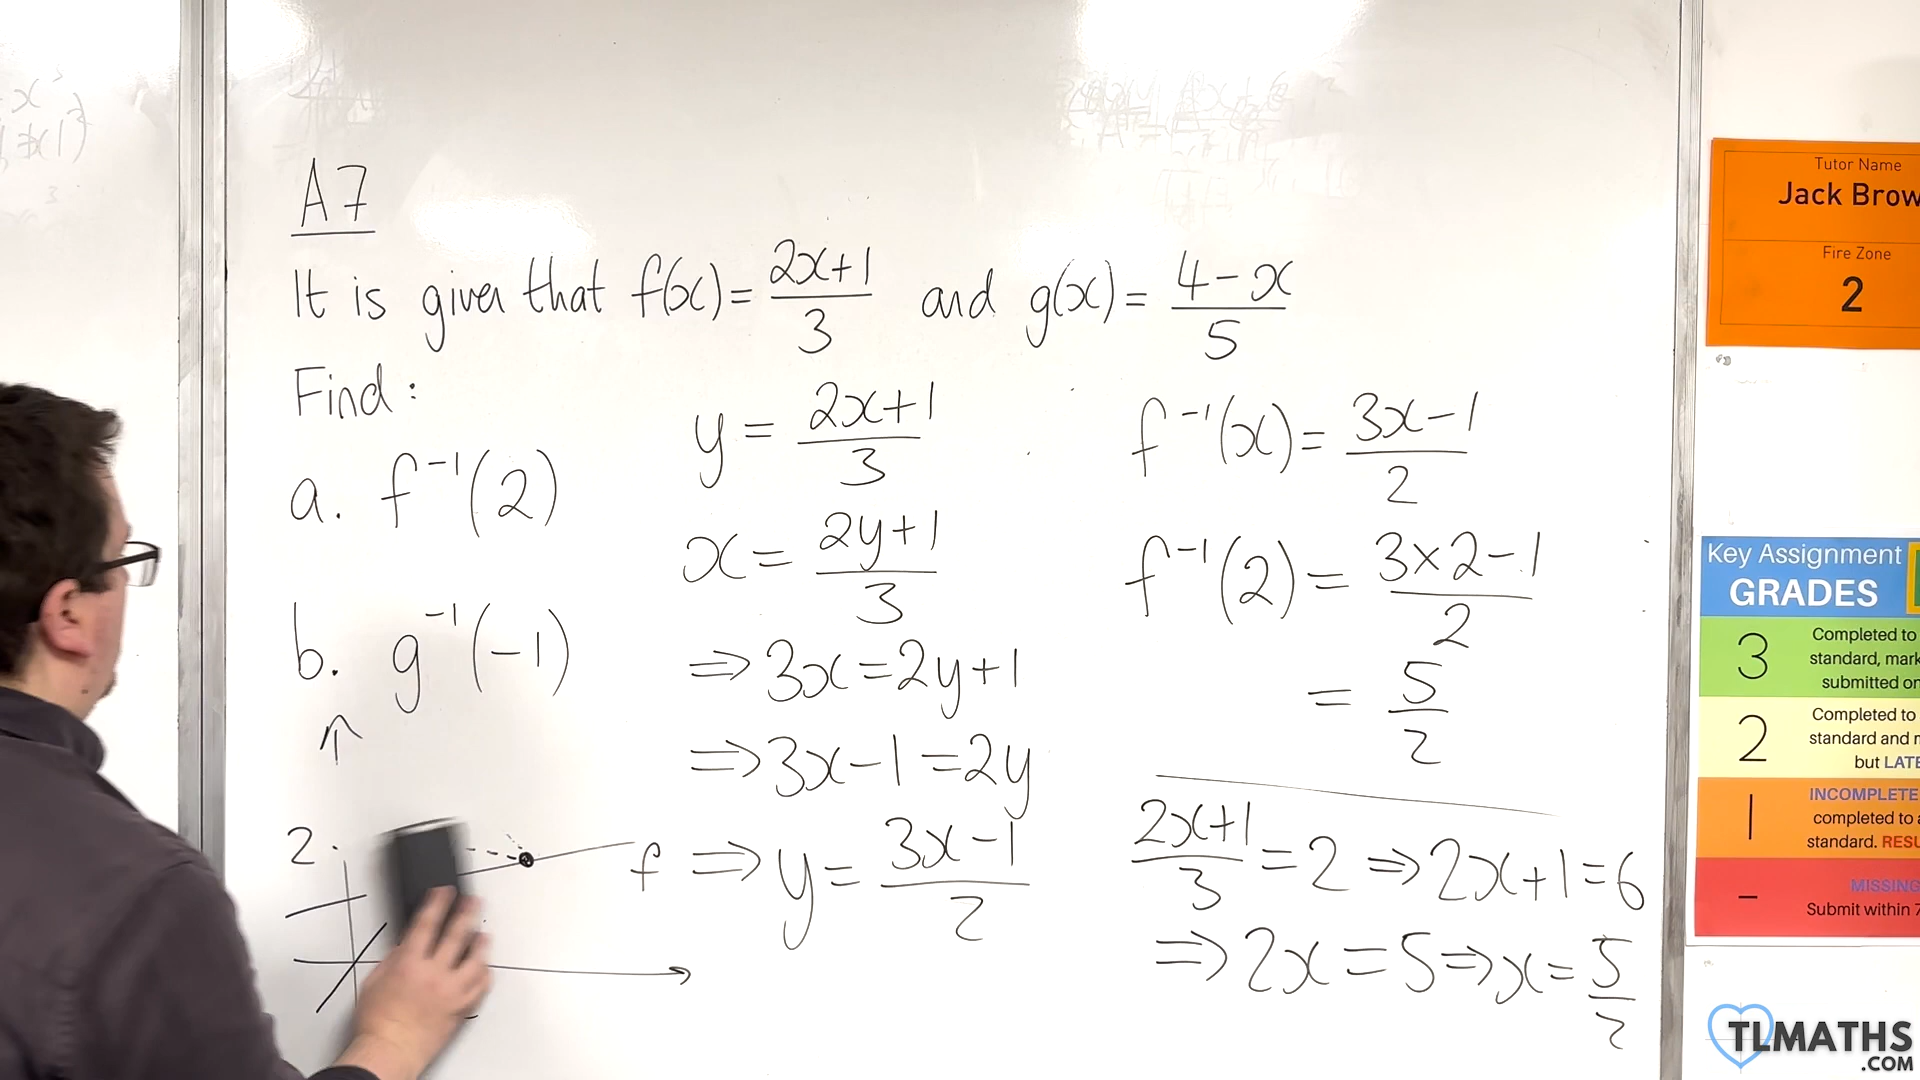 A7
It is given that f(x) = 2x+1/3 and g(x) = 4-x/5
Find:
a. f⁻¹(2)
b. g⁻¹(-1)
y = 2x+1/3
x = 2y+1/3
⇒ 3x = 2y+1
⇒ 3x-1 = 2y
⇒ y = 3x-1/2
2
f
f⁻¹(x) = 3x-1/2
f⁻¹(2) = 3×2-1/2
= 5/2
2x+1/3 = 2 ⇒ 2x+1 = 6
⇒ 2x = 5 ⇒ x = 5/2
Tutor Name
Jack Brow
Fire Zone
2
Key Assignment
GRADES
3
Completed to
standard, mark
submitted on
2
Completed to
standard and m
but LATE
1
INCOMPLETE
completed to a
standard. RESU
–
MISSING
Submit within 7
TLMATHS
.COM